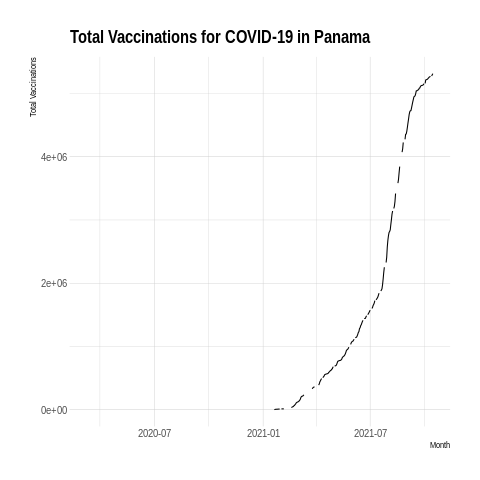 Total Vaccinations for COVID-19 in Panama
Total Vaccinations
4e+06
2e+06
0e+00
2020-07
2021-01
2021-07
Month